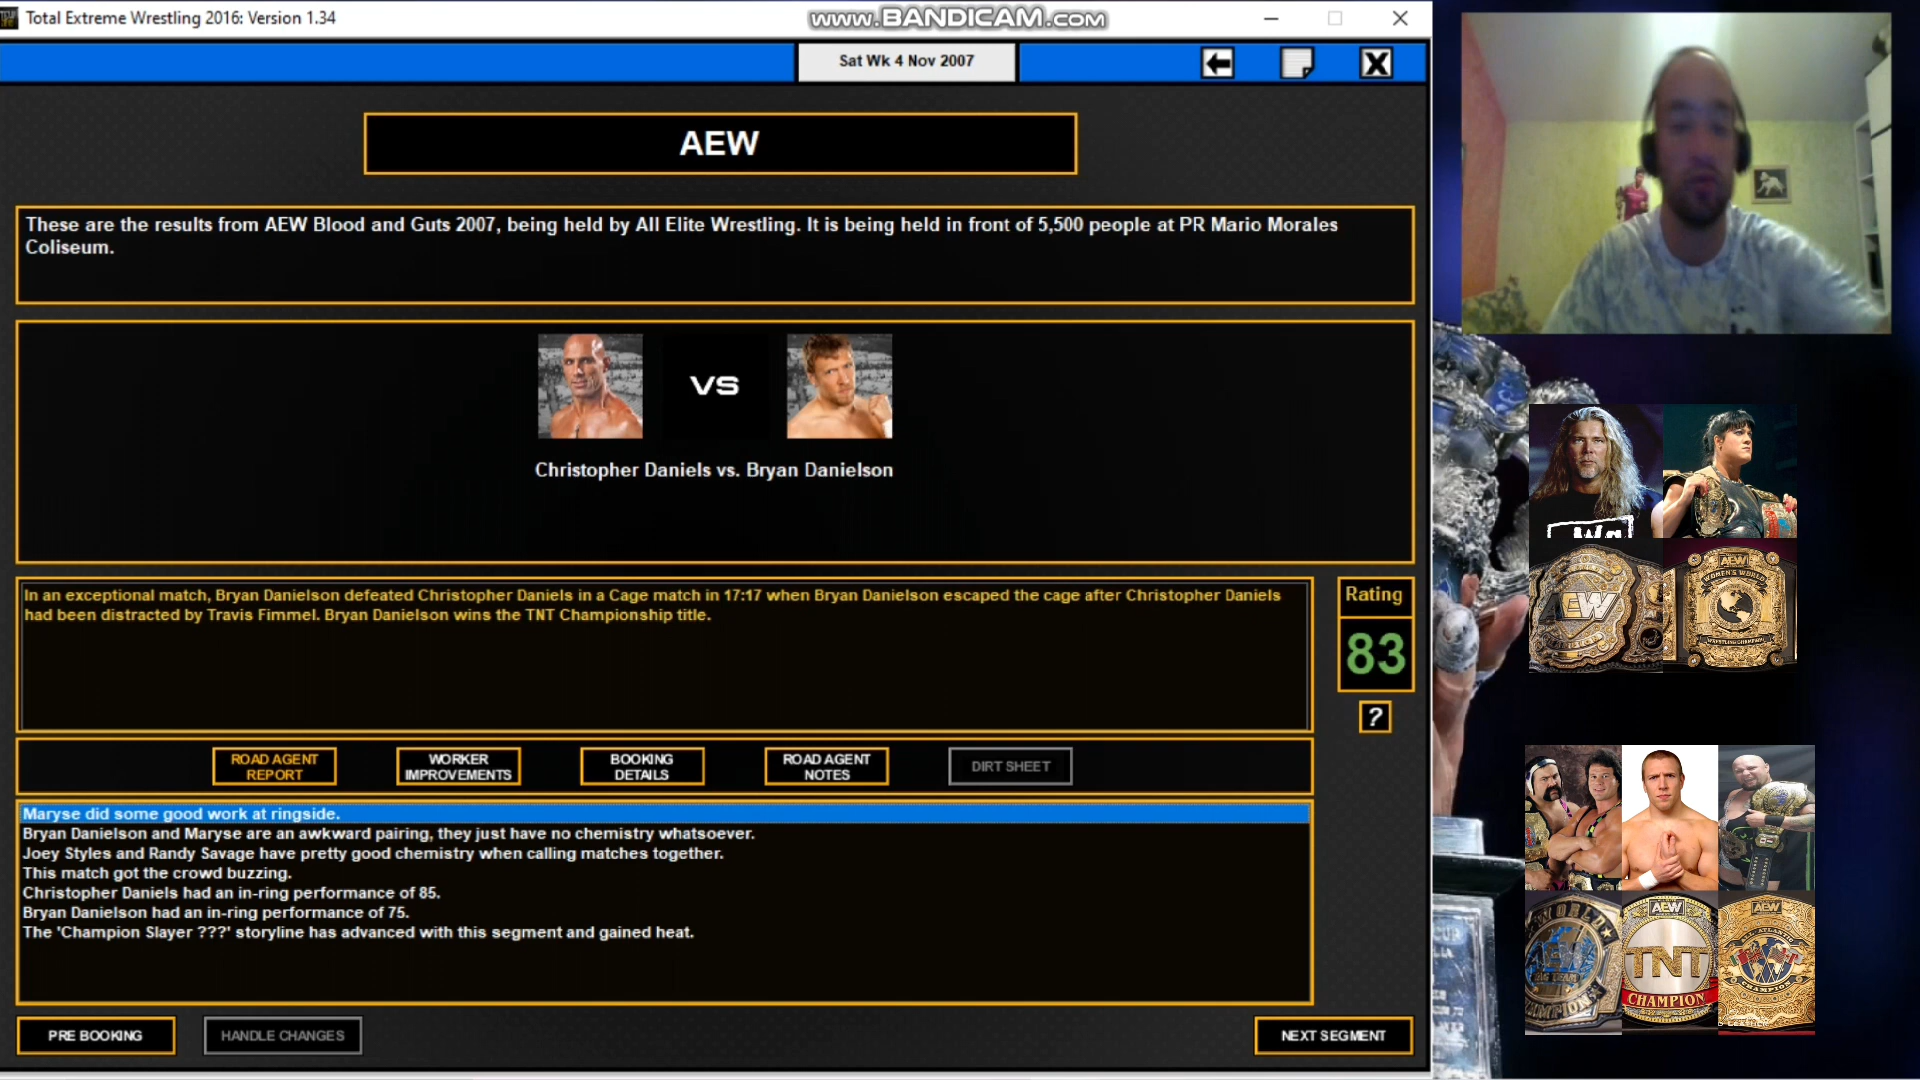 Total Extreme Wrestling 2016: Version 1.34
www.BANDICAM.com
Sat Wk 4 Nov 2007
AEW
These are the results from AEW Blood and Guts 2007, being held by All Elite Wrestling. It is being held in front of 5,500 people at PR Mario Morales
Coliseum.
VS
Christopher Daniels vs. Bryan Danielson
In an exceptional match, Bryan Danielson defeated Christopher Daniels in a Cage match in 17:17 when Bryan Danielson escaped the cage after Christopher Daniels
had been distracted by Travis Fimmel. Bryan Danielson wins the TNT Championship title.
Rating
83
?
ROAD AGENT
REPORT
WORKER
IMPROVEMENTS
BOOKING
DETAILS
ROAD AGENT
NOTES
DIRT SHEET
Maryse did some good work at ringside.
Bryan Danielson and Maryse are an awkward pairing, they just have no chemistry whatsoever.
Joey Styles and Randy Savage have pretty good chemistry when calling matches together.
This match got the crowd buzzing.
Christopher Daniels had an in-ring performance of 85.
Bryan Danielson had an in-ring performance of 75.
The 'Champion Slayer ???' storyline has advanced with this segment and gained heat.
PRE BOOKING
HANDLE CHANGES
NEXT SEGMENT
AEW
AEW
WOMEN'S WORLD
WORLD
AEW
TNT
CHAMPION
AEW
CHAMPION